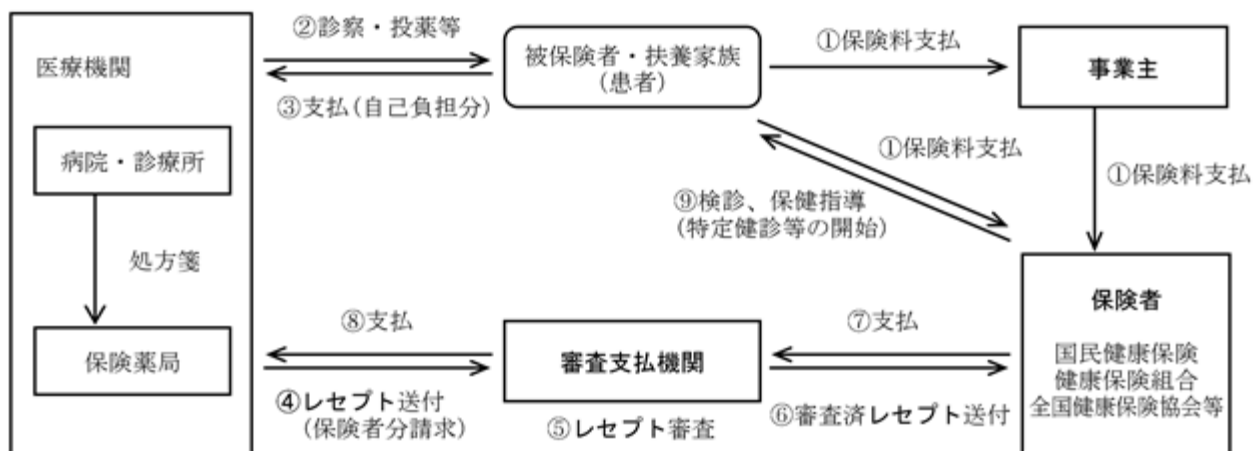 医療機関
病院・診療所
処方箋
保険薬局
②診察・投薬等
③支払(自己負担分)
被保険者・扶養家族
(患者)
①保険料支払
事業主
①保険料支払
①保険料支払
⑨検診、保健指導
(特定健診等の開始)
保険者
国民健康保険
健康保険組合
全国健康保険協会等
⑧支払
④レセプト送付
(保険者分請求)
審査支払機関
⑤レセプト審査
⑦支払
⑥審査済レセプト送付